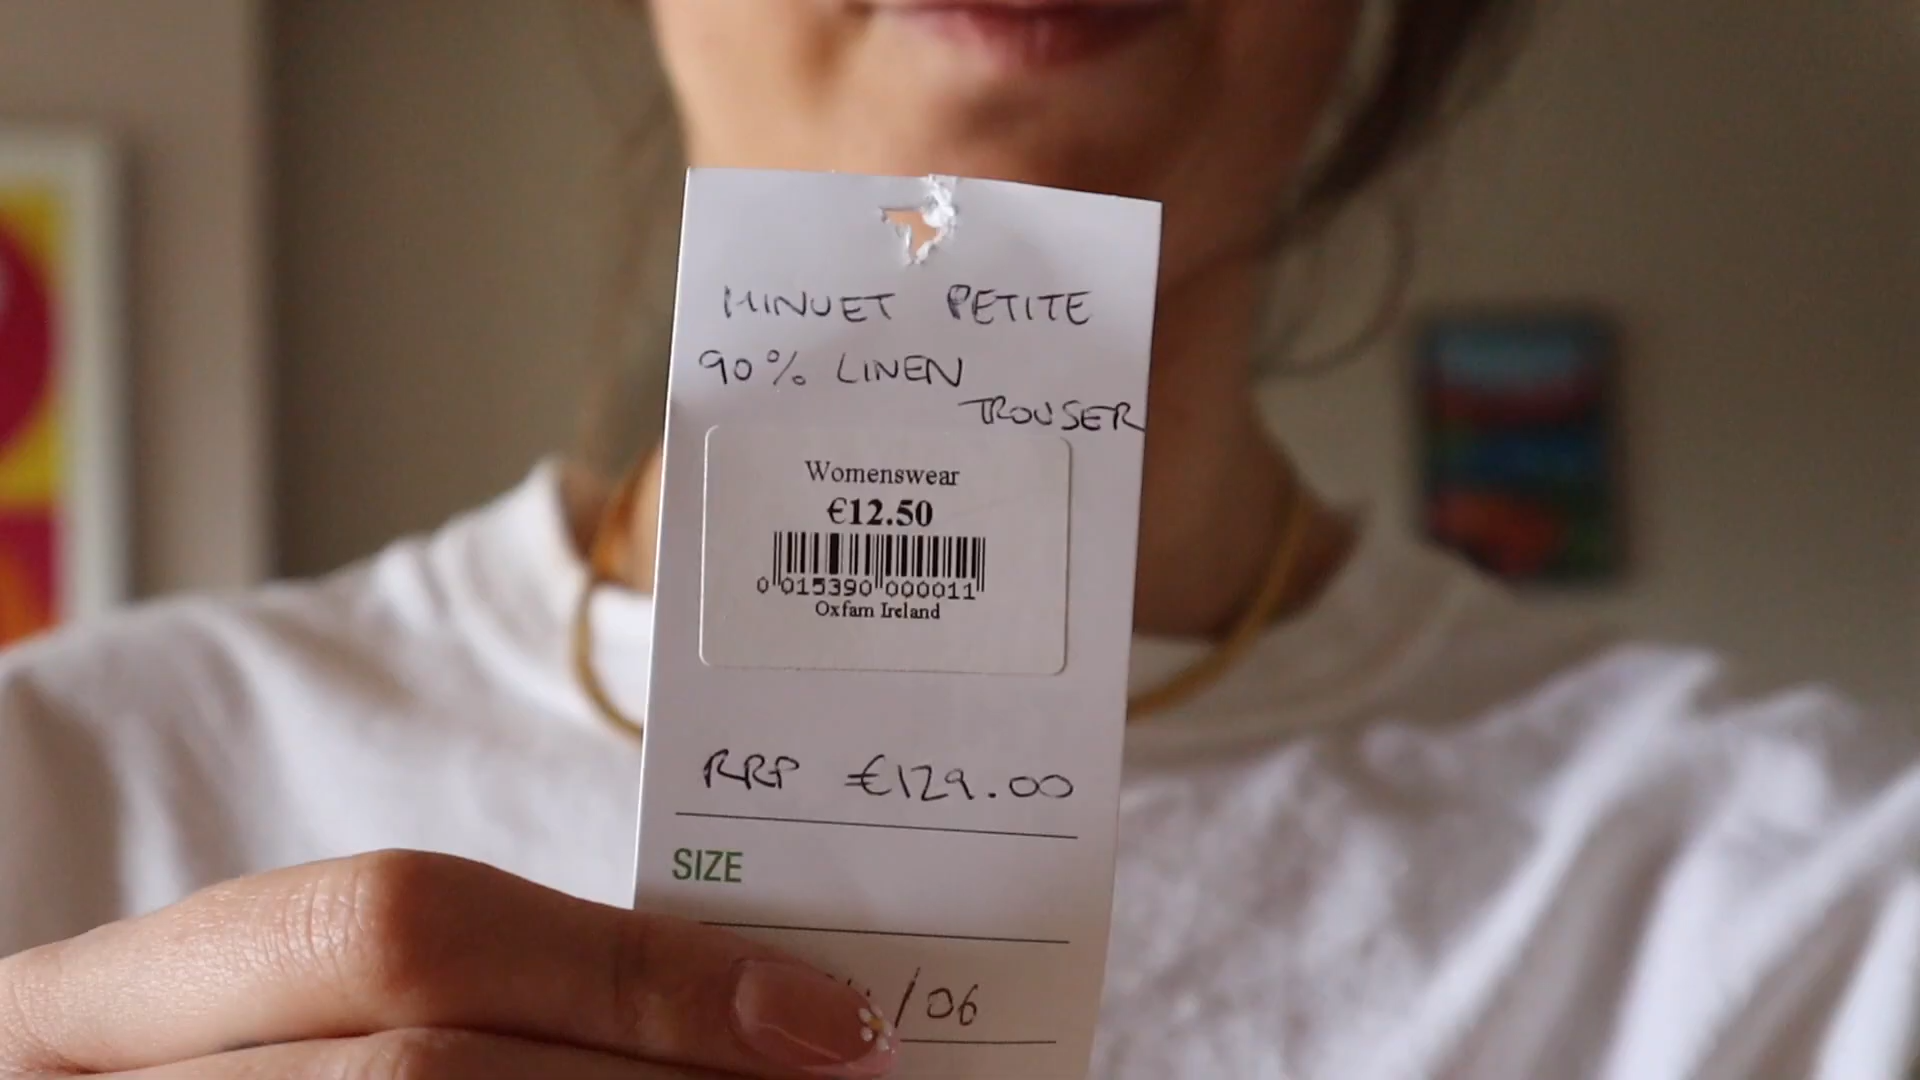 MINUET PETITE
90% LINEN
TROUSER
Womenswear
€12.50
0 015390 000011
Oxfam Ireland
RRP €129.00
SIZE
/06